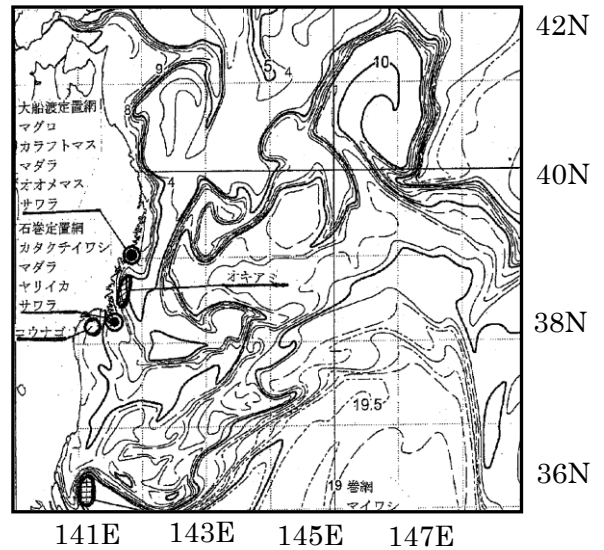 42N
40N
38N
36N
141E 143E 145E 147E
大船渡定置網
マグロ
カラフトマス
マダラ
オオメマス
サワラ
石巻定置網
カタクチイワシ
マダラ
ヤリイカ
サワラ
コウナゴ
オキアミ
9
8
5
4
10
4
19.5
19 巻網
マイワシ